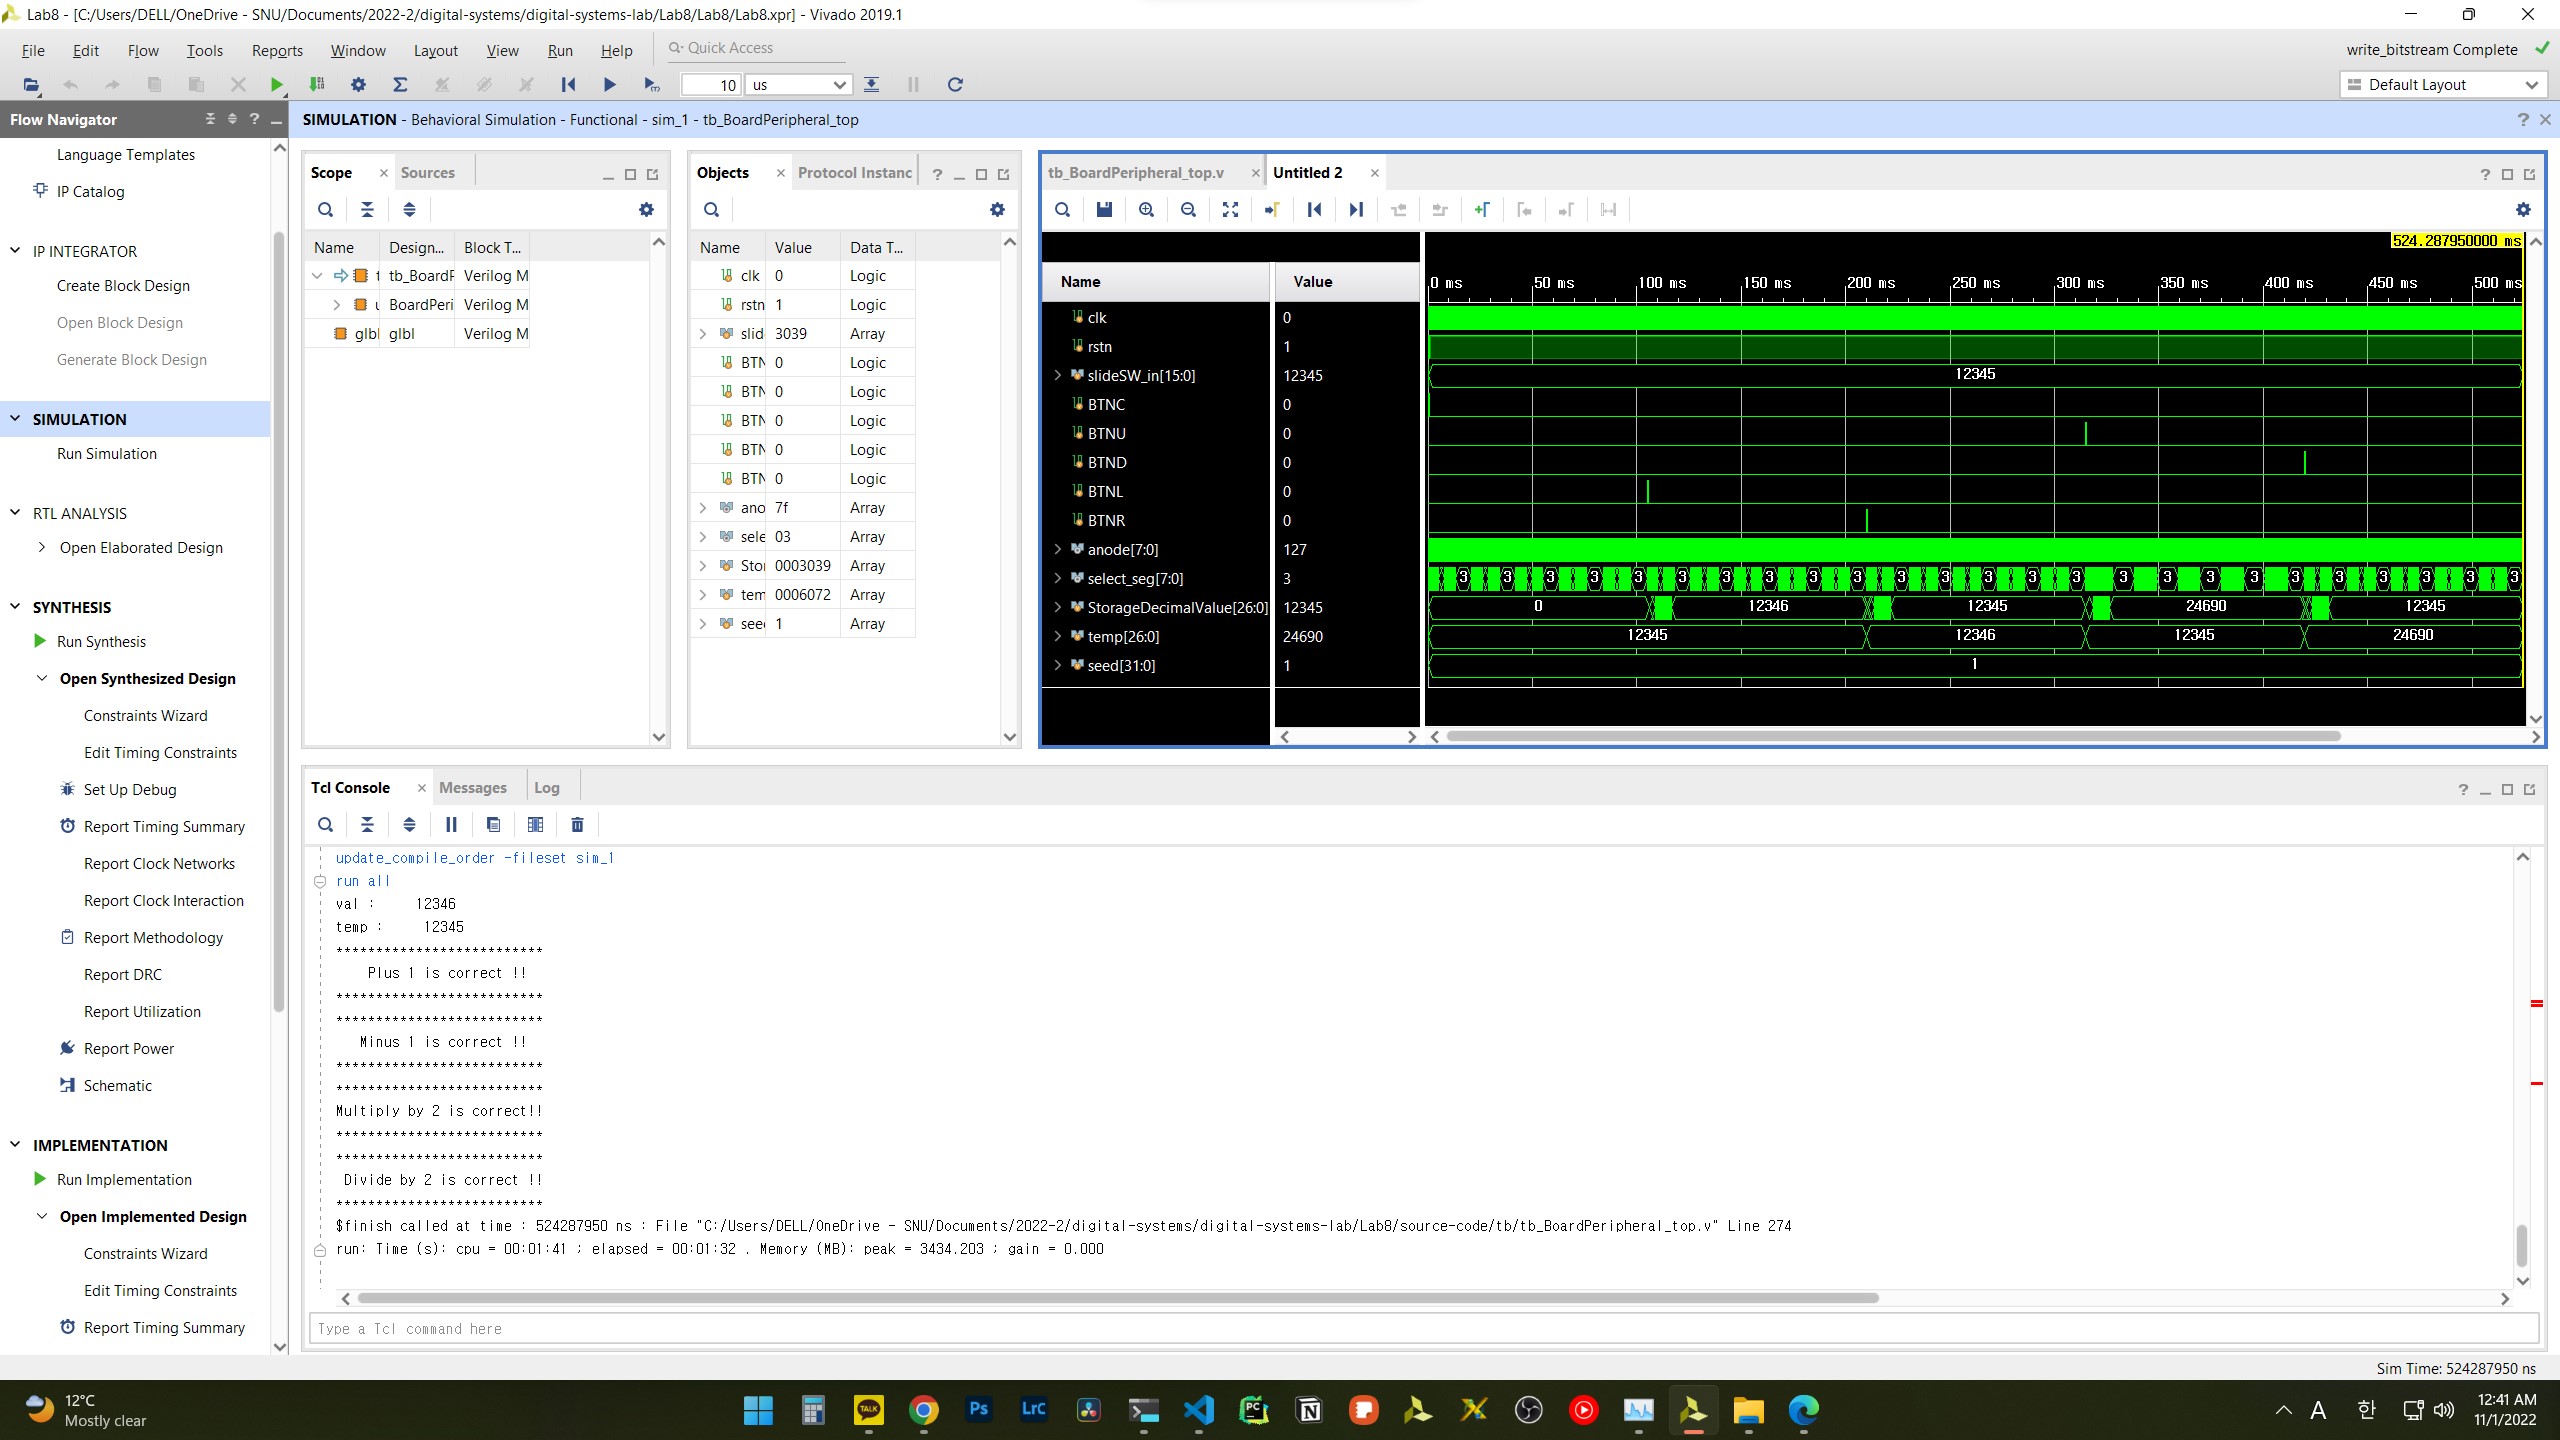 Lab8 - [C:/Users/DELL/OneDrive - SNU/Documents/2022-2/digital-systems/digital-systems-lab/Lab8/Lab8/Lab8.xpr] - Vivado 2019.1
File Edit Flow Tools Reports Window Layout View Run Help Quick Access
write_bitstream Complete
10 us
Default Layout
Flow Navigator
SIMULATION - Behavioral Simulation - Functional - sim_1 - tb_BoardPeripheral_top
Language Templates
IP Catalog
IP INTEGRATOR
Create Block Design
Open Block Design
Generate Block Design
SIMULATION
Run Simulation
RTL ANALYSIS
Open Elaborated Design
SYNTHESIS
Run Synthesis
Open Synthesized Design
Constraints Wizard
Edit Timing Constraints
Set Up Debug
Report Timing Summary
Report Clock Networks
Report Clock Interaction
Report Methodology
Report DRC
Report Utilization
Report Power
Schematic
IMPLEMENTATION
Run Implementation
Open Implemented Design
Constraints Wizard
Edit Timing Constraints
Report Timing Summary
Scope Sources
Name Design... Block T...
t tb_BoardP Verilog M
u BoardPeri Verilog M
glbl glbl Verilog M
Objects Protocol Instanc
Name Value Data T...
clk 0 Logic
rstn 1 Logic
slid 3039 Array
BTN 0 Logic
BTN 0 Logic
BTN 0 Logic
BTN 0 Logic
BTN 0 Logic
ano 7f Array
sele 03 Array
Stor 0003039 Array
tem 0006072 Array
seed 1 Array
tb_BoardPeripheral_top.v Untitled 2
524.287950000 ms
Name Value
0 ms 50 ms 100 ms 150 ms 200 ms 250 ms 300 ms 350 ms 400 ms 450 ms 500 ms
clk 0
rstn 1
slideSW_in[15:0] 12345 12345
BTNC 0
BTNU 0
BTND 0
BTNL 0
BTNR 0
anode[7:0] 127
select_seg[7:0] 3 3 3 3 3 3 3 3 3 3 3 3 3 3 3 3 3 3 3 3 3 3 3 3 3 3
StorageDecimalValue[26:0] 12345 0 12346 12345 24690 12345
temp[26:0] 24690 12345 12346 12345 24690
seed[31:0] 1 1
Tcl Console Messages Log
update_compile_order -fileset sim_1
run all
val : 12346
temp : 12345
**************************
Plus 1 is correct !!
**************************
**************************
Minus 1 is correct !!
**************************
**************************
Multiply by 2 is correct!!
**************************
**************************
Divide by 2 is correct !!
**************************
$finish called at time : 524287950 ns : File "C:/Users/DELL/OneDrive - SNU/Documents/2022-2/digital-systems/digital-systems-lab/Lab8/source-code/tb/tb_BoardPeripheral_top.v" Line 274
run: Time (s): cpu = 00:01:41 ; elapsed = 00:01:32 . Memory (MB): peak = 3434.203 ; gain = 0.000
Type a Tcl command here
Sim Time: 524287950 ns
12°C
Mostly clear
TALK
Ps
LrC
PC
N
A 한
12:41 AM
11/1/2022